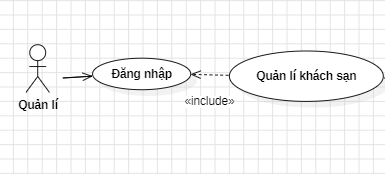 Đăng nhập
Quản lí khách sạn
«include»
Quản lí